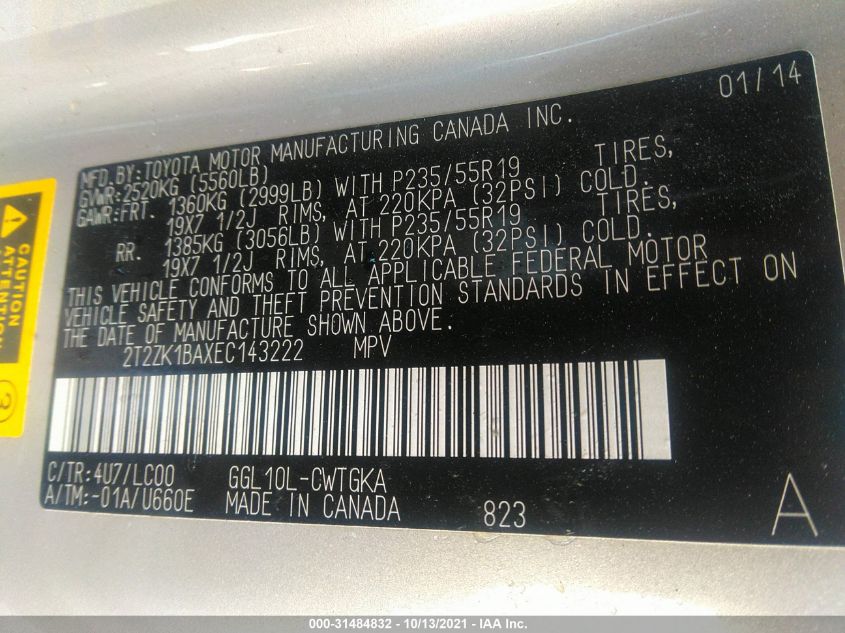 01/14
MFD.BY:TOYOTA MOTOR MANUFACTURING CANADA INC.
GVWR:2520KG (5560LB)
GAWR:FRT. 1360KG (2999LB) WITH P235/55R19 TIRES,
19X7 1/2J RIMS, AT 220KPA (32PSI) COLD.
RR. 1385KG (3056LB) WITH P235/55R19 TIRES,
19X7 1/2J RIMS, AT 220KPA (32PSI) COLD.
THIS VEHICLE CONFORMS TO ALL APPLICABLE FEDERAL MOTOR
VEHICLE SAFETY AND THEFT PREVENTION STANDARDS IN EFFECT ON
THE DATE OF MANUFACTURE SHOWN ABOVE.
2T2ZK1BAXEC143222 MPV
C/TR:4U7/LC00 GGL10L-CWTGKA
A/TM:-01A/U660E MADE IN CANADA 823 A
CAUTION
ATTENTION
3
000-31484832 - 10/13/2021 - IAA Inc.